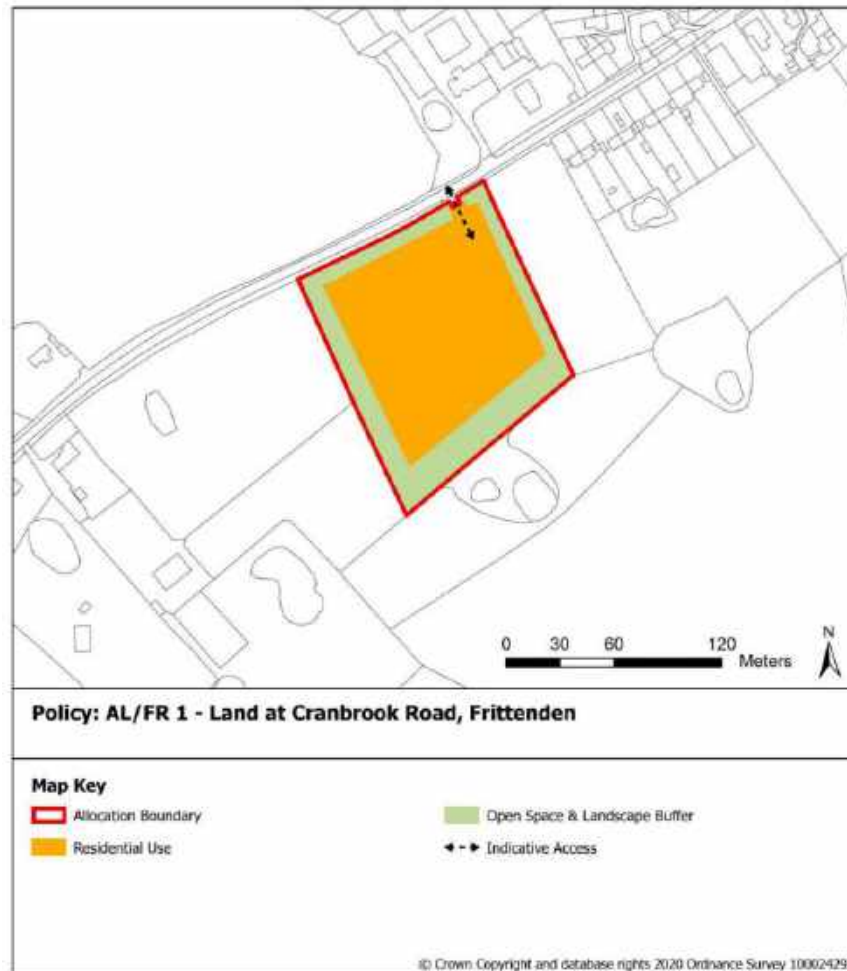 0 30 60 120
Meters
N
Policy: AL/FR 1 - Land at Cranbrook Road, Frittenden
Map Key
Allocation Boundary
Open Space & Landscape Buffer
Residential Use
Indicative Access
© Crown Copyright and database rights 2020 Ordnance Survey 10002429